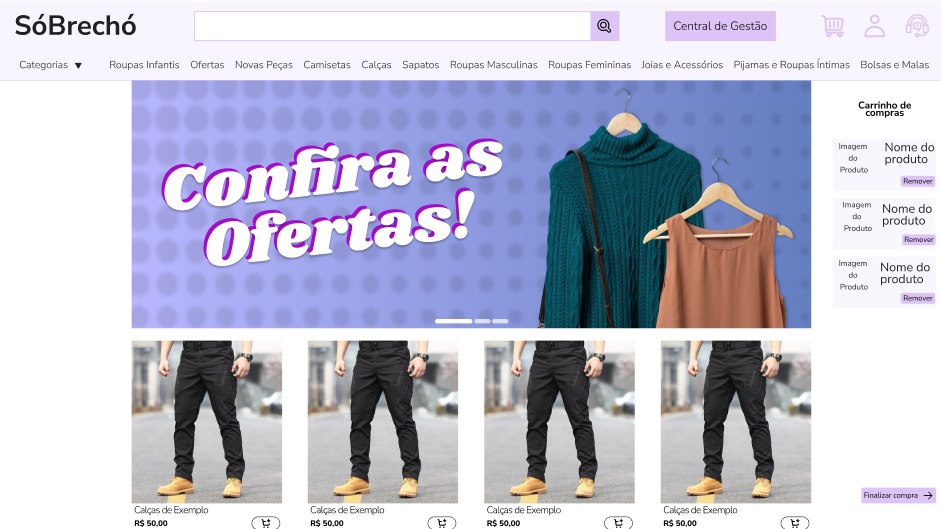 SóBrechó
Central de Gestão
Categorias
Roupas Infantis
Ofertas
Novas Peças
Camisetas
Calças
Sapatos
Roupas Masculinas
Roupas Femininas
Joias e Acessórios
Pijamas e Roupas Íntimas
Bolsas e Malas
Confira as
Ofertas!
Carrinho de
compras
Imagem
do
Produto
Nome do
produto
Remover
Imagem
do
Produto
Nome do
produto
Remover
Imagem
do
Produto
Nome do
produto
Remover
Calças de Exemplo
R$ 50,00
Calças de Exemplo
R$ 50,00
Calças de Exemplo
R$ 50,00
Calças de Exemplo
R$ 50,00
Finalizar compra